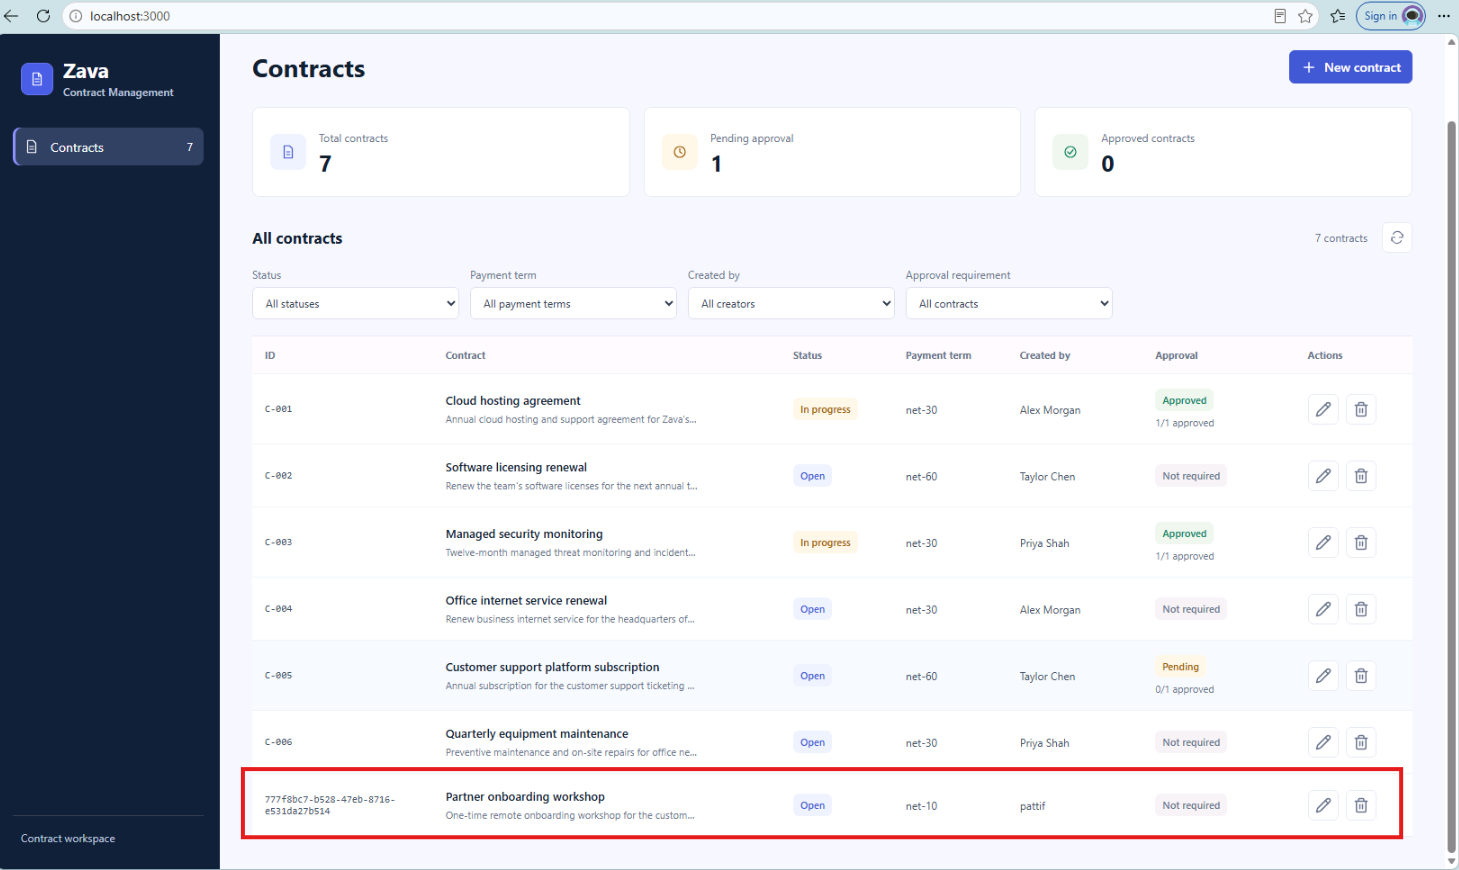 localhost:3000
Sign in
Zava
Contract Management
Contracts 7
Contract workspace
Contracts
New contract
Total contracts
7
Pending approval
1
Approved contracts
0
All contracts
7 contracts
Status
Payment term
Created by
Approval requirement
All statuses
All payment terms
All creators
All contracts
ID Contract Status Payment term Created by Approval Actions
C-001
Cloud hosting agreement
Annual cloud hosting and support agreement for Zava's...
In progress
net-30
Alex Morgan
Approved
1/1 approved
C-002
Software licensing renewal
Renew the team's software licenses for the next annual t...
Open
net-60
Taylor Chen
Not required
C-003
Managed security monitoring
Twelve-month managed threat monitoring and incident...
In progress
net-30
Priya Shah
Approved
1/1 approved
C-004
Office internet service renewal
Renew business internet service for the headquarters of...
Open
net-30
Alex Morgan
Not required
C-005
Customer support platform subscription
Annual subscription for the customer support ticketing ...
Open
net-60
Taylor Chen
Pending
0/1 approved
C-006
Quarterly equipment maintenance
Preventive maintenance and on-site repairs for office ne...
Open
net-30
Priya Shah
Not required
777f8bc7-b528-47eb-8716-
e531da27b514
Partner onboarding workshop
One-time remote onboarding workshop for the custom...
Open
net-10
pattif
Not required